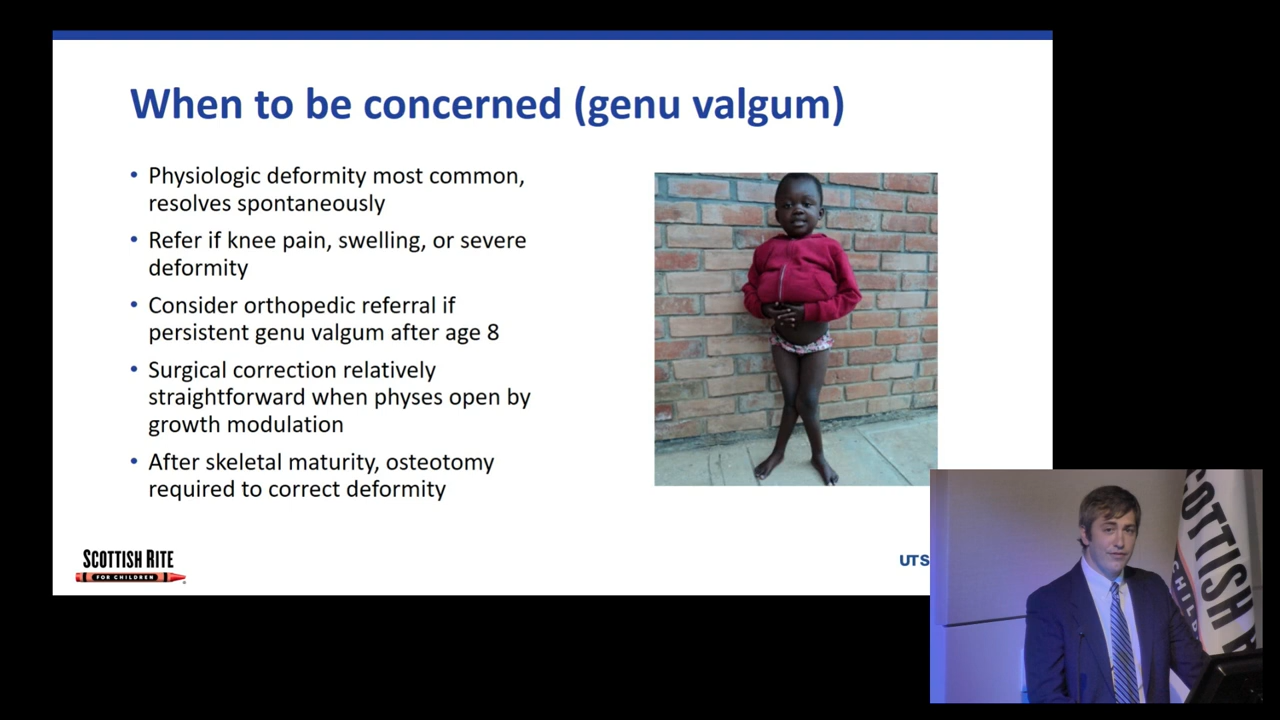 When to be concerned (genu valgum)
• Physiologic deformity most common,
resolves spontaneously
• Refer if knee pain, swelling, or severe
deformity
• Consider orthopedic referral if
persistent genu valgum after age 8
• Surgical correction relatively
straightforward when physes open by
growth modulation
• After skeletal maturity, osteotomy
required to correct deformity
SCOTTISH RITE
FOR CHILDREN
UTS